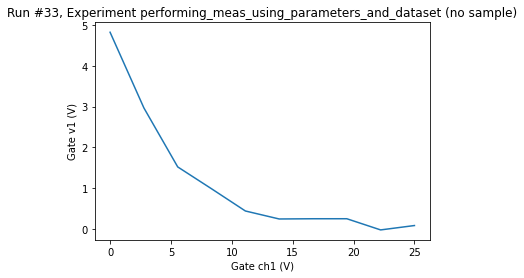 Run #33, Experiment performing_meas_using_parameters_and_dataset (no sample)
5
4
3
2
1
0
Gate v1 (V)
0 5 10 15 20 25
Gate ch1 (V)